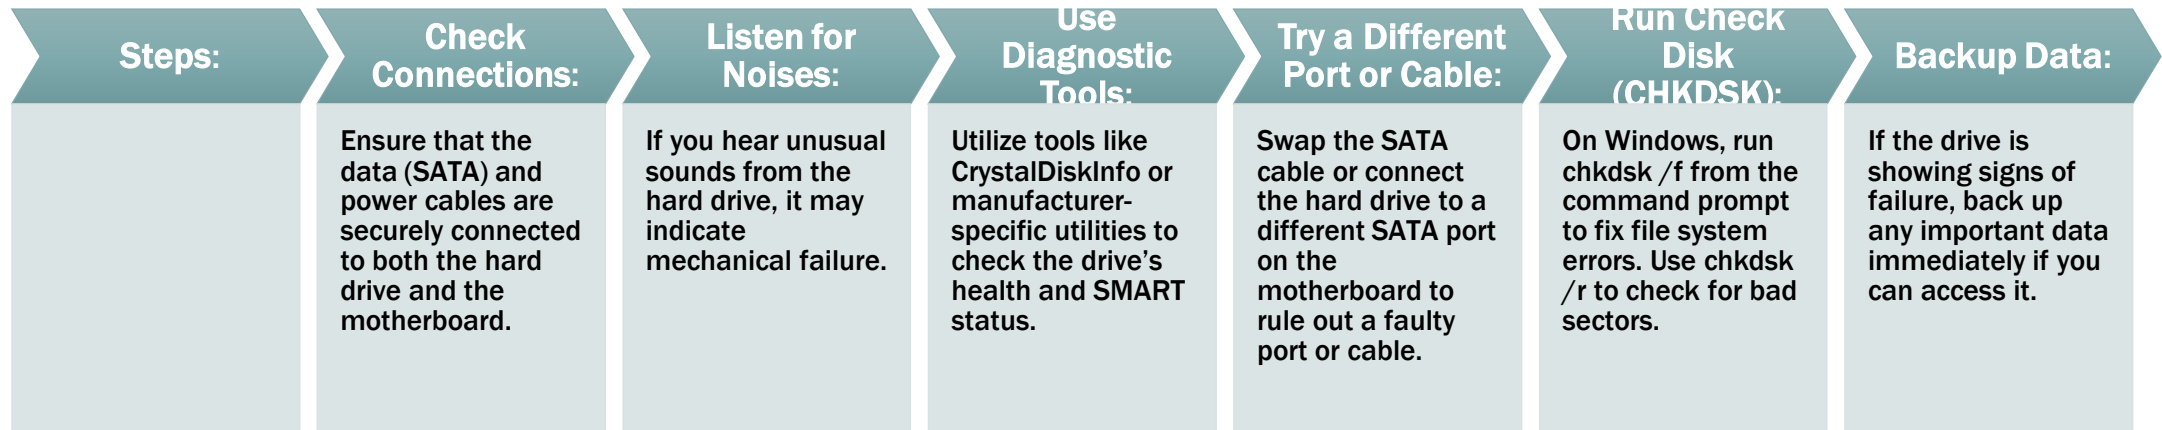 Steps:
Check
Connections:
Ensure that the
data (SATA) and
power cables are
securely connected
to both the hard
drive and the
motherboard.
Listen for
Noises:
If you hear unusual
sounds from the
hard drive, it may
indicate
mechanical failure.
Use
Diagnostic
Tools:
Utilize tools like
CrystalDiskInfo or
manufacturer-
specific utilities to
check the drive’s
health and SMART
status.
Try a Different
Port or Cable:
Swap the SATA
cable or connect
the hard drive to a
different SATA port
on the
motherboard to
rule out a faulty
port or cable.
Run Check
Disk
(CHKDSK):
On Windows, run
chkdsk /f from the
command prompt
to fix file system
errors. Use chkdsk
/r to check for bad
sectors.
Backup Data:
If the drive is
showing signs of
failure, back up
any important data
immediately if you
can access it.